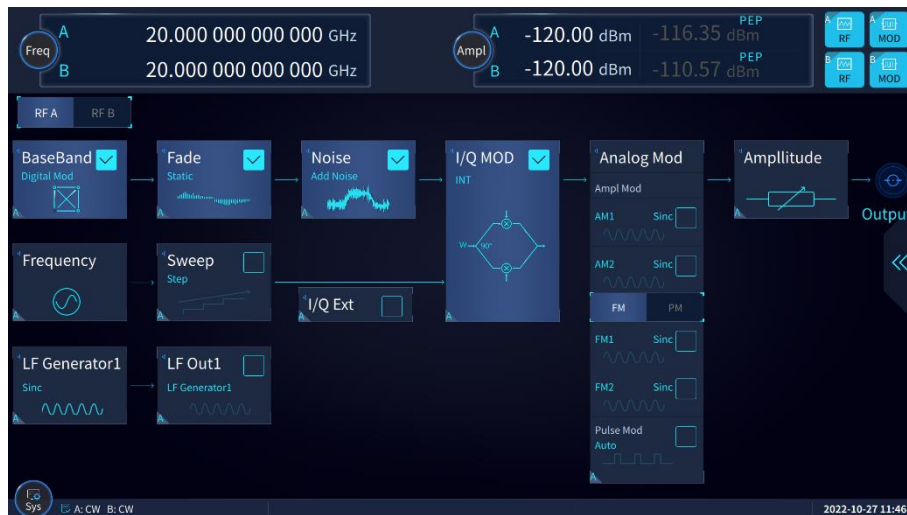 Freq
A
20.000 000 000 000 GHz
B
20.000 000 000 000 GHz
Ampl
A
-120.00 dBm
-116.35 dBm
PEP
B
-120.00 dBm
-110.57 dBm
PEP
A
RF
A
MOD
B
RF
B
MOD
RF A
RF B
BaseBand
Digital Mod
A
Fade
Static
A
Noise
Add Noise
A
I/Q MOD
INT
I
W
90°
T
A
Analog Mod
Ampl Mod
AM1 Sinc
AM2 Sinc
FM
PM
FM1 Sinc
FM2 Sinc
Pulse Mod
Auto
A
Ampllitude
A
Output
Frequency
A
Sweep
Step
A
I/Q Ext
A
LF Generator1
Sinc
A
LF Out1
LF Generator1
A
Sys
A: CW B: CW
2022-10-27 11:46